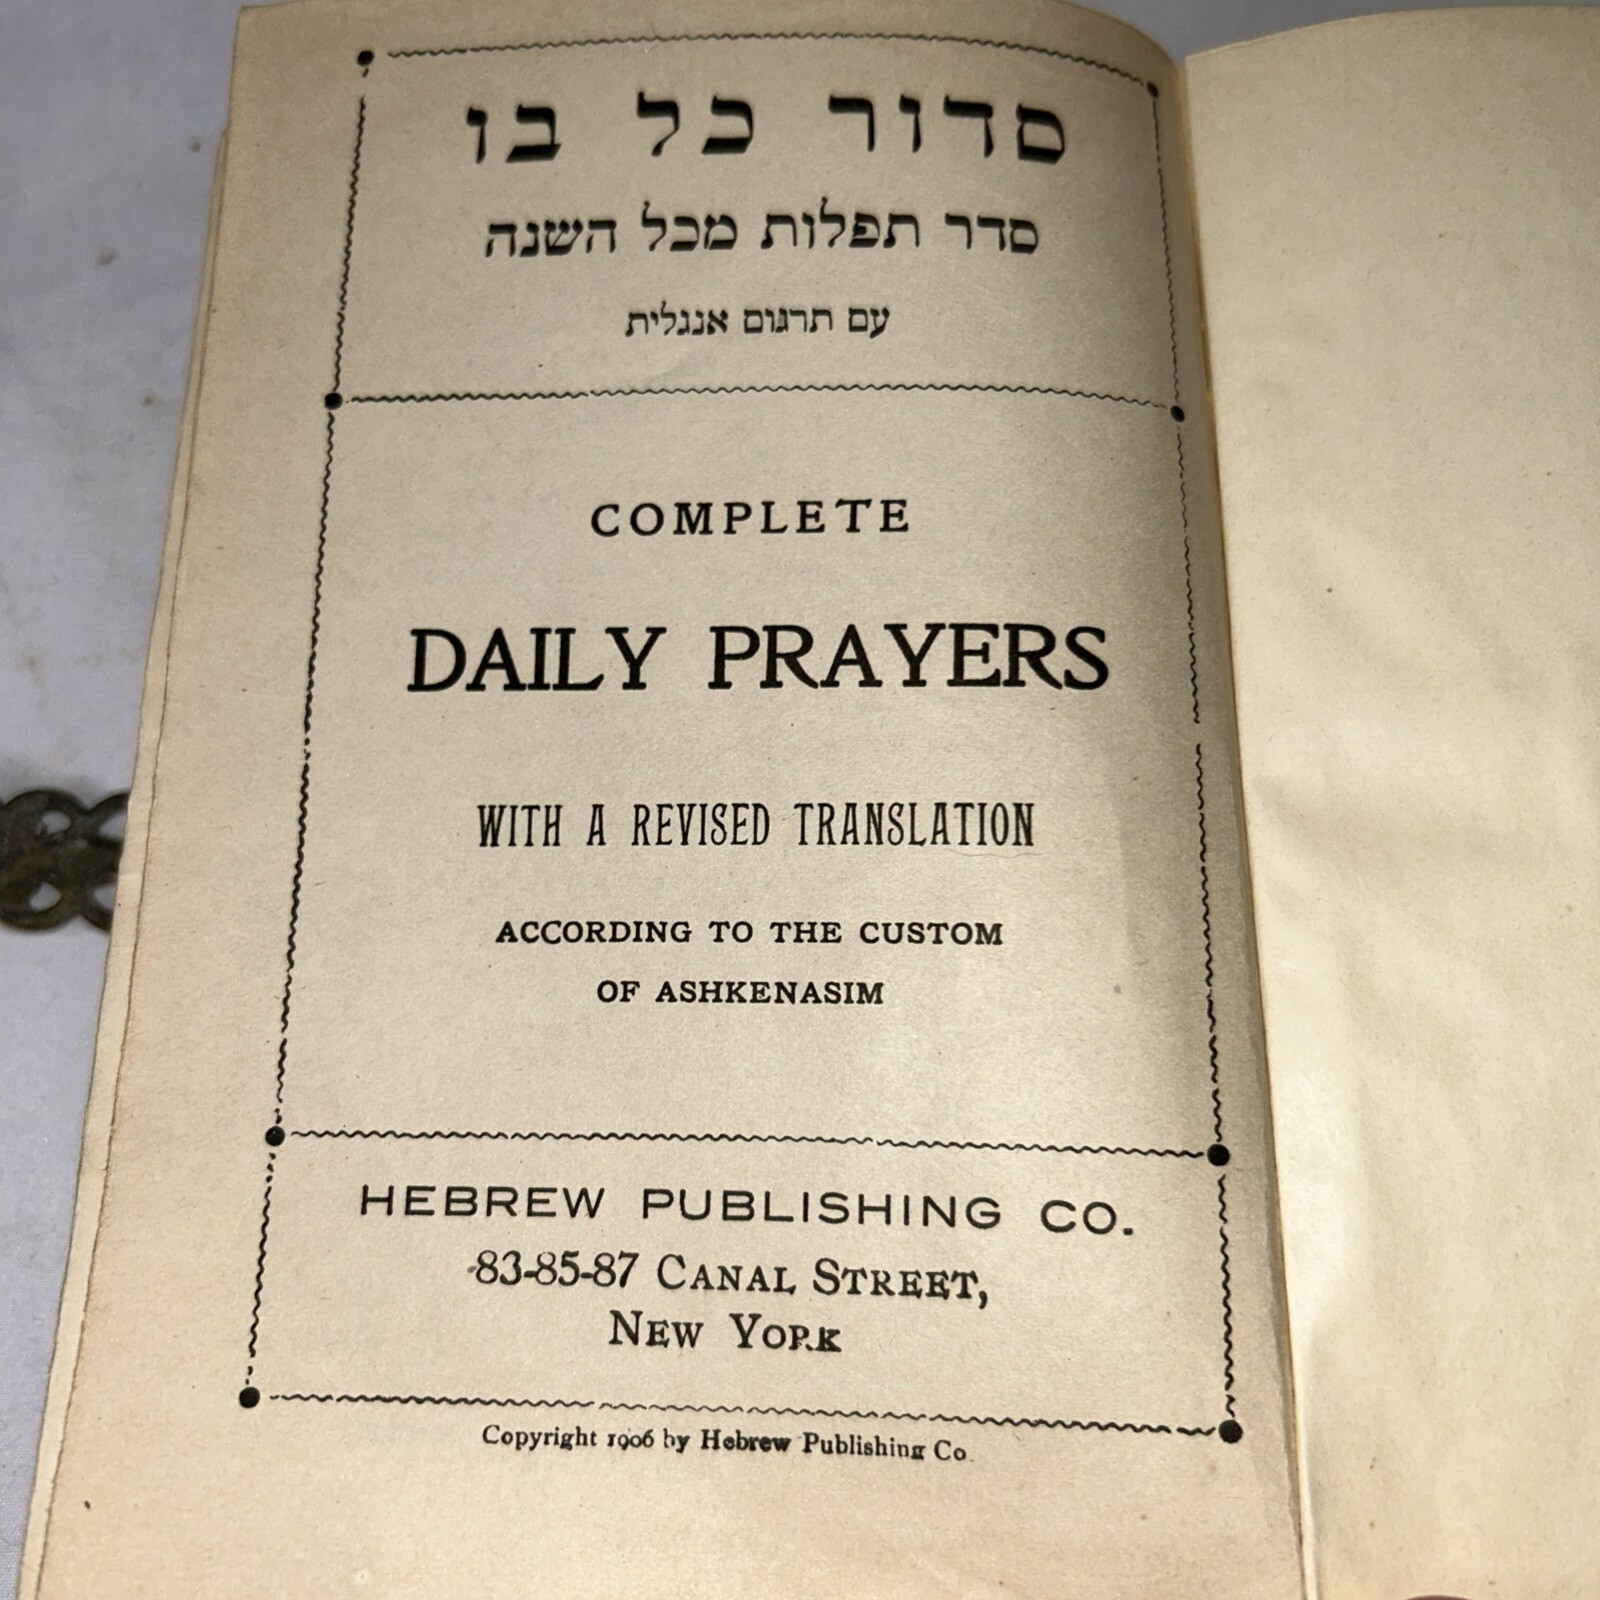 סדור כל בו
סדר תפלות מכל השנה
עם תרגום אנגלית
COMPLETE
DAILY PRAYERS
WITH A REVISED TRANSLATION
ACCORDING TO THE CUSTOM
OF ASHKENASIM
HEBREW PUBLISHING CO.
83-85-87 CANAL STREET,
NEW YORK
Copyright 1906 by Hebrew Publishing Co.